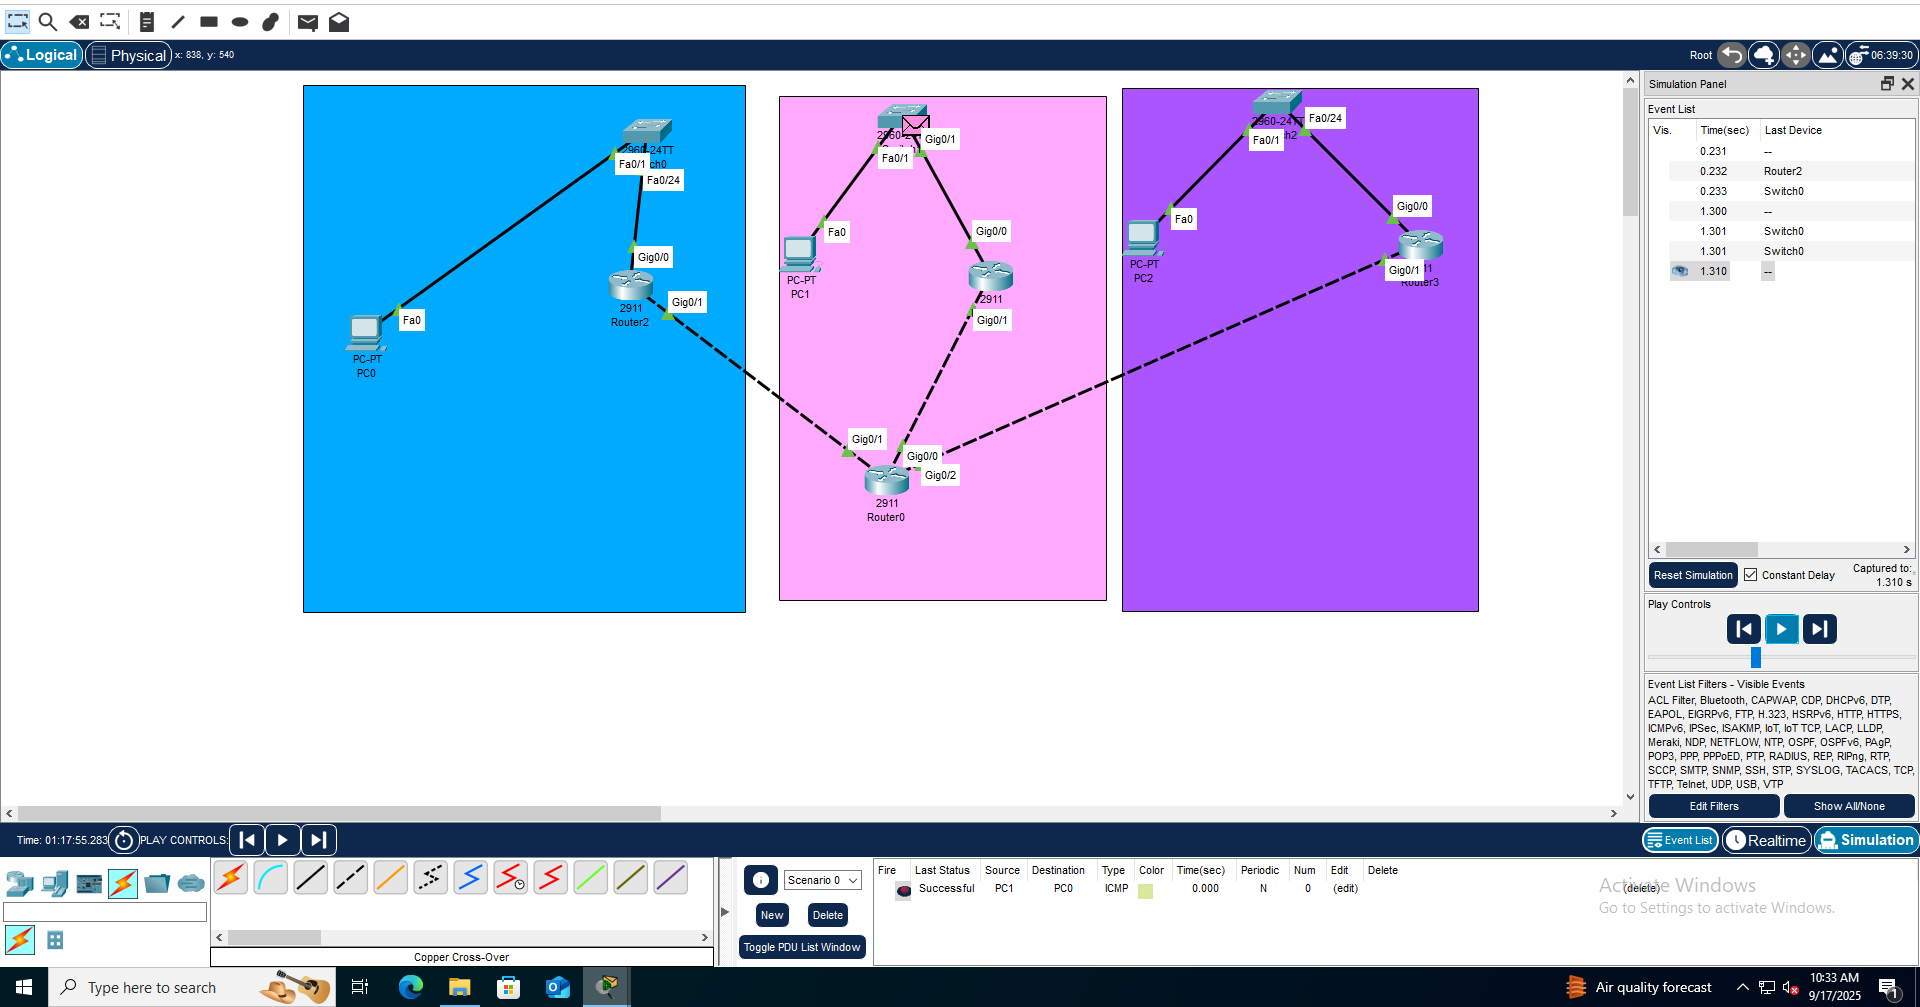 Logical
Physical
x: 838, y: 540
Root
06:39:30
2960-24TT
Fa0/1
ch0
Fa0/24
Gig0/0
2911
Router2
Gig0/1
Fa0
PC-PT
PC0
Gig0/1
Fa0/1
Fa0
PC-PT
PC1
Gig0/0
2911
Gig0/1
Gig0/1
Gig0/0
Gig0/2
2911
Router0
2960-24TT
Fa0/24
Fa0/1
Fa0
PC-PT
PC2
Gig0/0
Gig0/1
Router3
Simulation Panel
Event List
Vis. Time(sec) Last Device
0.231 --
0.232 Router2
0.233 Switch0
1.300 --
1.301 Switch0
1.301 Switch0
1.310 --
Reset Simulation
Constant Delay
Captured to:
1.310 s
Play Controls
Event List Filters - Visible Events
ACL Filter, Bluetooth, CAPWAP, CDP, DHCPv6, DTP,
EAPOL, EIGRPv6, FTP, H.323, HSRPv6, HTTP, HTTPS,
ICMPv6, IPSec, ISAKMP, IoT, IoT TCP, LACP, LLDP,
Meraki, NDP, NETFLOW, NTP, OSPF, OSPFv6, PAgP,
POP3, PPP, PPPoED, PTP, RADIUS, REP, RIPng, RTP,
SCCP, SMTP, SNMP, SSH, STP, SYSLOG, TACACS, TCP,
TFTP, Telnet, UDP, USB, VTP
Edit Filters
Show All/None
Time: 01:17:55.283
PLAY CONTROLS:
Event List
Realtime
Simulation
Copper Cross-Over
Scenario 0
New
Delete
Toggle PDU List Window
Fire Last Status Source Destination Type Color Time(sec) Periodic Num Edit Delete
Successful PC1 PC0 ICMP 0.000 N 0 (edit) (delete)
Activate Windows
Go to Settings to activate Windows.
Type here to search
Air quality forecast
10:33 AM
9/17/2025
1